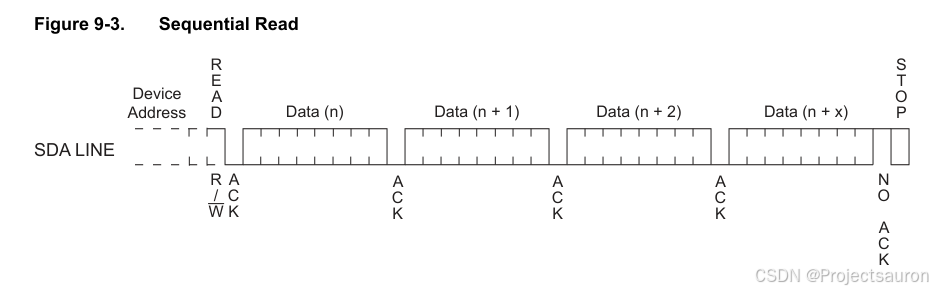 Figure 9-3. Sequential Read
READ
STOP
Device
Address
Data (n)
Data (n + 1)
Data (n + 2)
Data (n + x)
SDA LINE
R/W
ACK
ACK
ACK
ACK
NO ACK
CSDN @Projectsauron